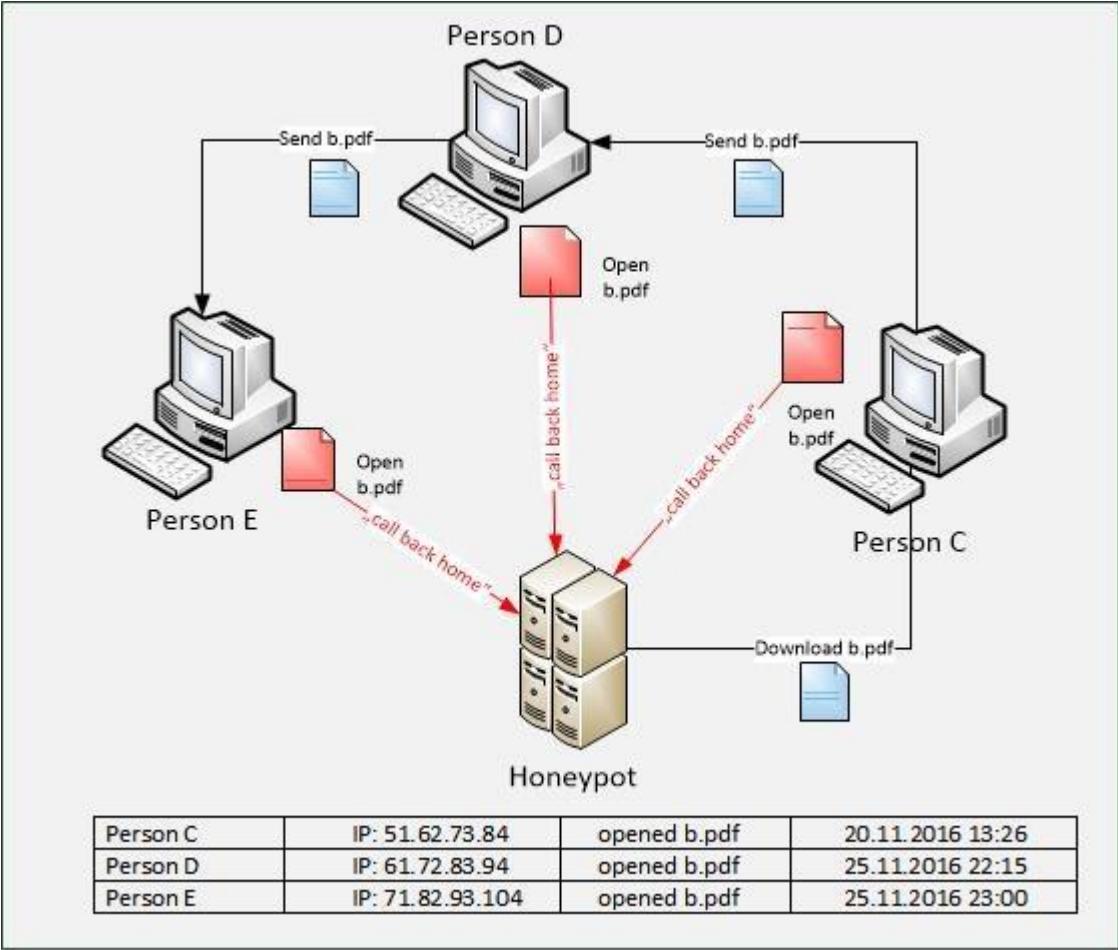 Person D
Send b.pdf
Send b.pdf
Open
b.pdf
Open
b.pdf
Open
b.pdf
„call back home“
„call back home“
„call back home“
Person E
Person C
Download b.pdf
Honeypot
Person C IP: 51.62.73.84 opened b.pdf 20.11.2016 13:26
Person D IP: 61.72.83.94 opened b.pdf 25.11.2016 22:15
Person E IP: 71.82.93.104 opened b.pdf 25.11.2016 23:00